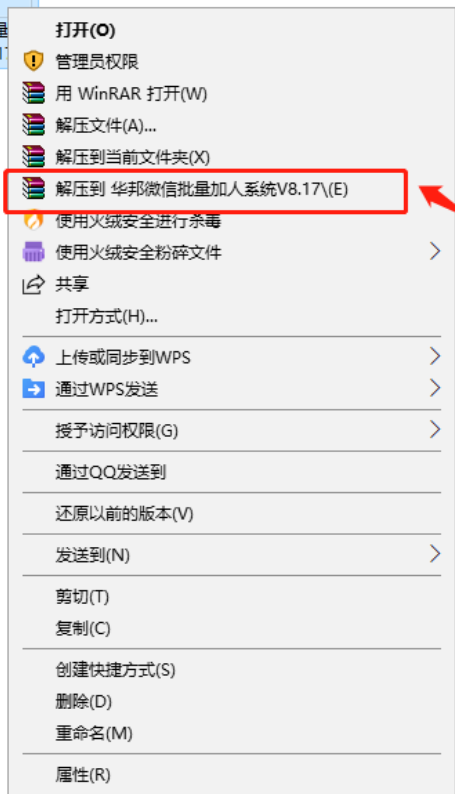 打开(O)
管理员权限
用 WinRAR 打开(W)
解压文件(A)...
解压到当前文件夹(X)
解压到 华邦微信批量加人系统V8.17\(E)
使用火绒安全进行杀毒
使用火绒安全粉碎文件
共享
打开方式(H)...
上传或同步到WPS
通过WPS发送
授予访问权限(G)
通过QQ发送到
还原以前的版本(V)
发送到(N)
剪切(T)
复制(C)
创建快捷方式(S)
删除(D)
重命名(M)
属性(R)